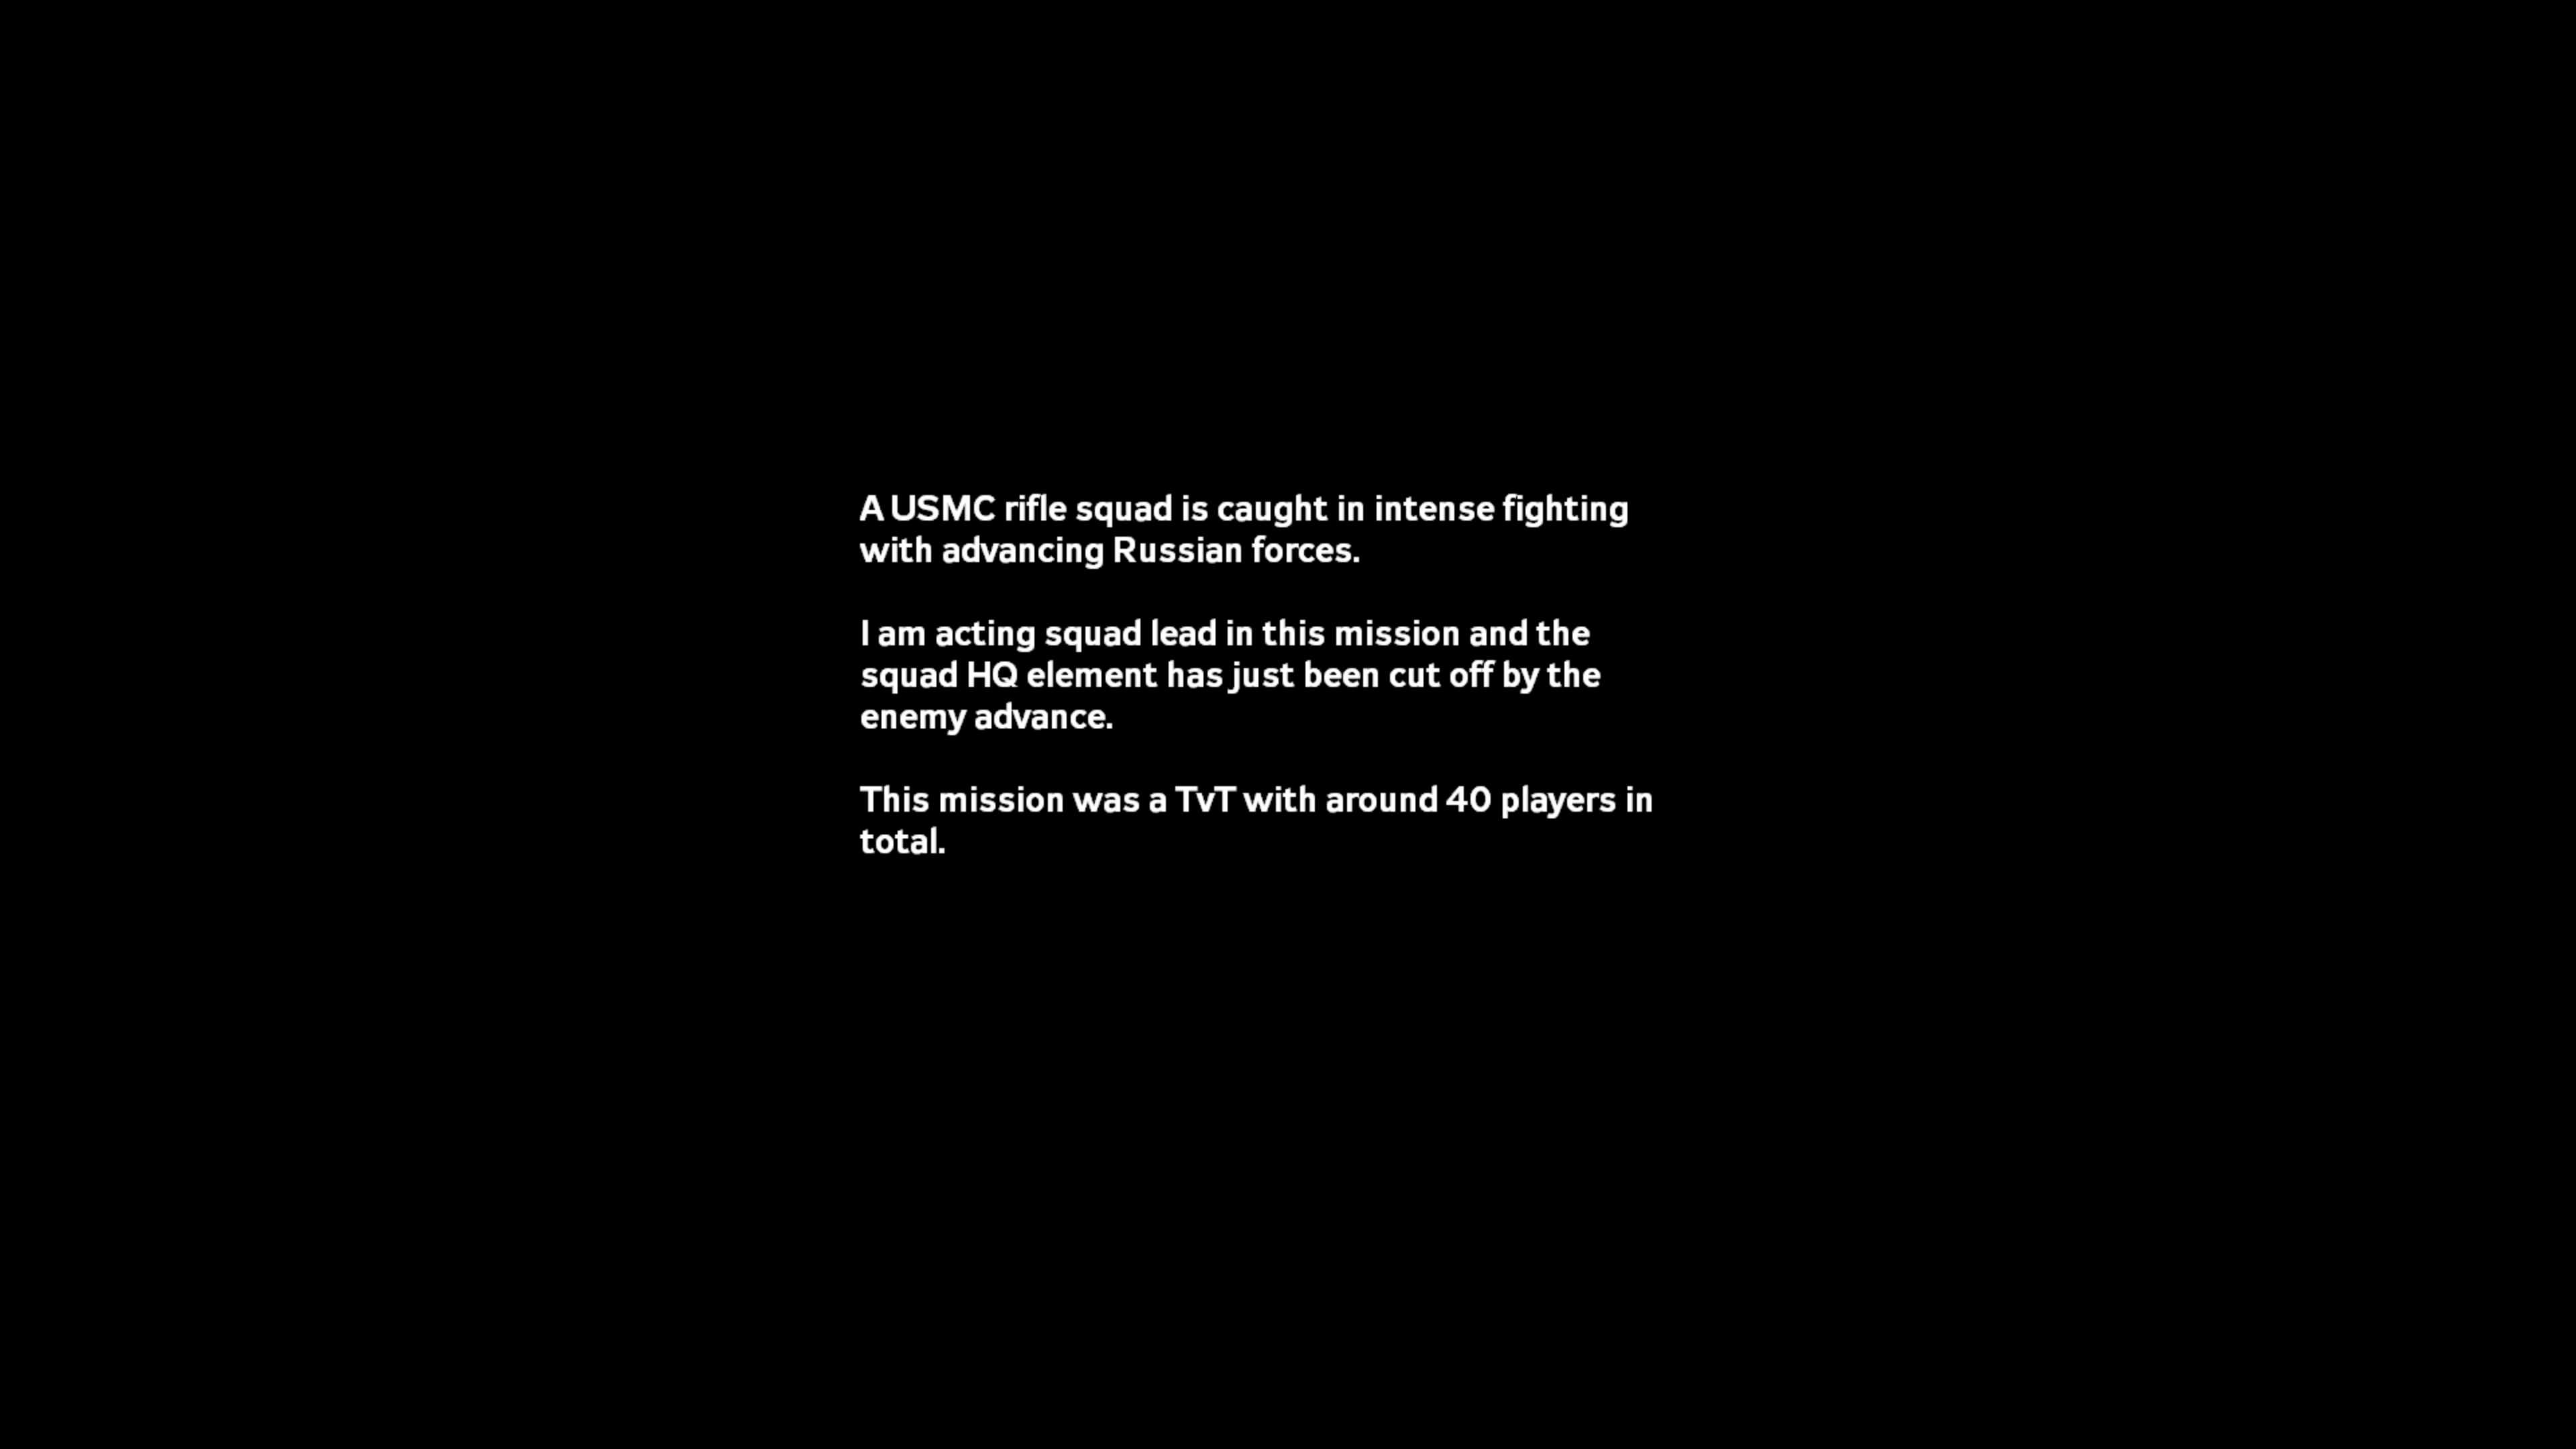 A USMC rifle squad is caught in intense fighting
with advancing Russian forces.
I am acting squad lead in this mission and the
squad HQ element has just been cut off by the
enemy advance.
This mission was a TvT with around 40 players in
total.